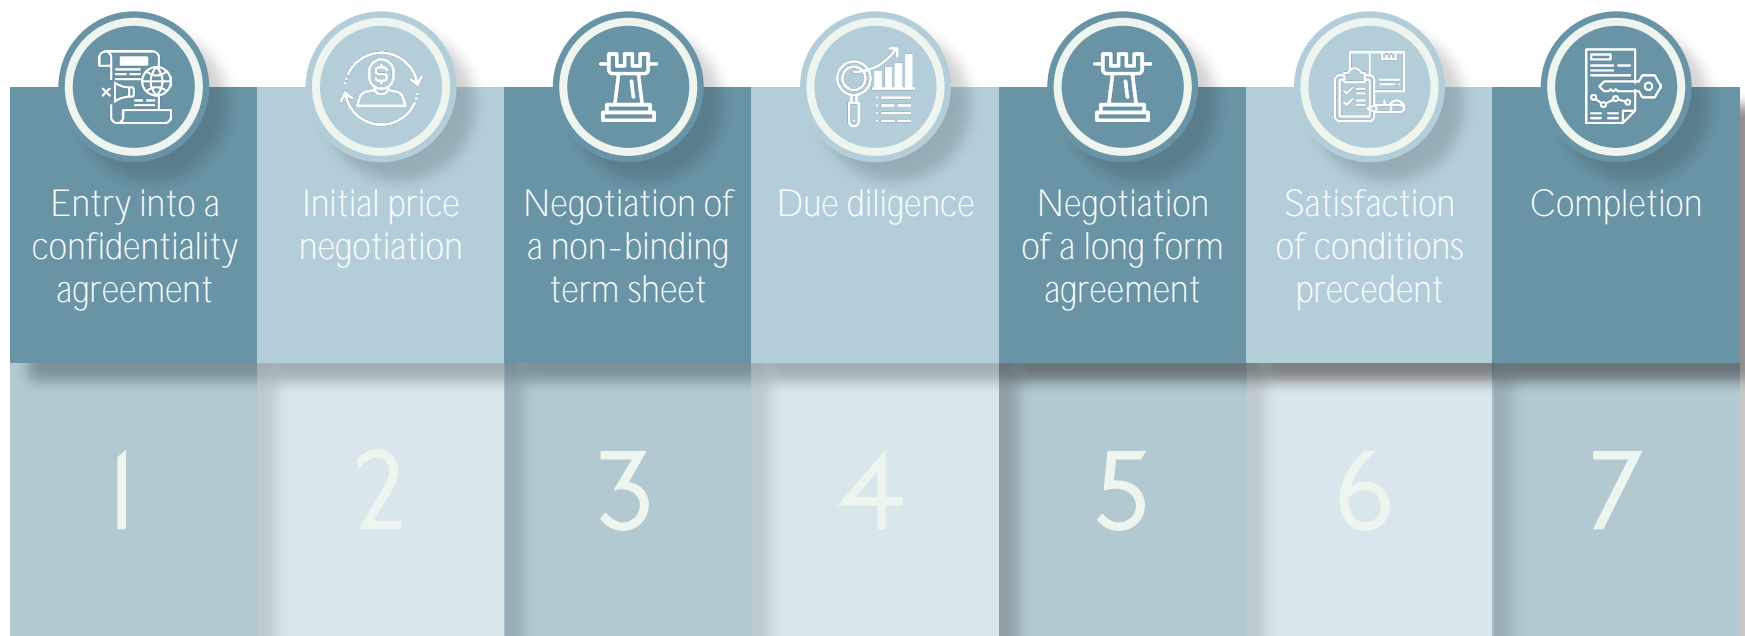 Entry into a
confidentiality
agreement
Initial price
negotiation
Negotiation of
a non-binding
term sheet
Due diligence
Negotiation
of a long form
agreement
Satisfaction
of conditions
precedent
Completion
1
2
3
4
5
6
7